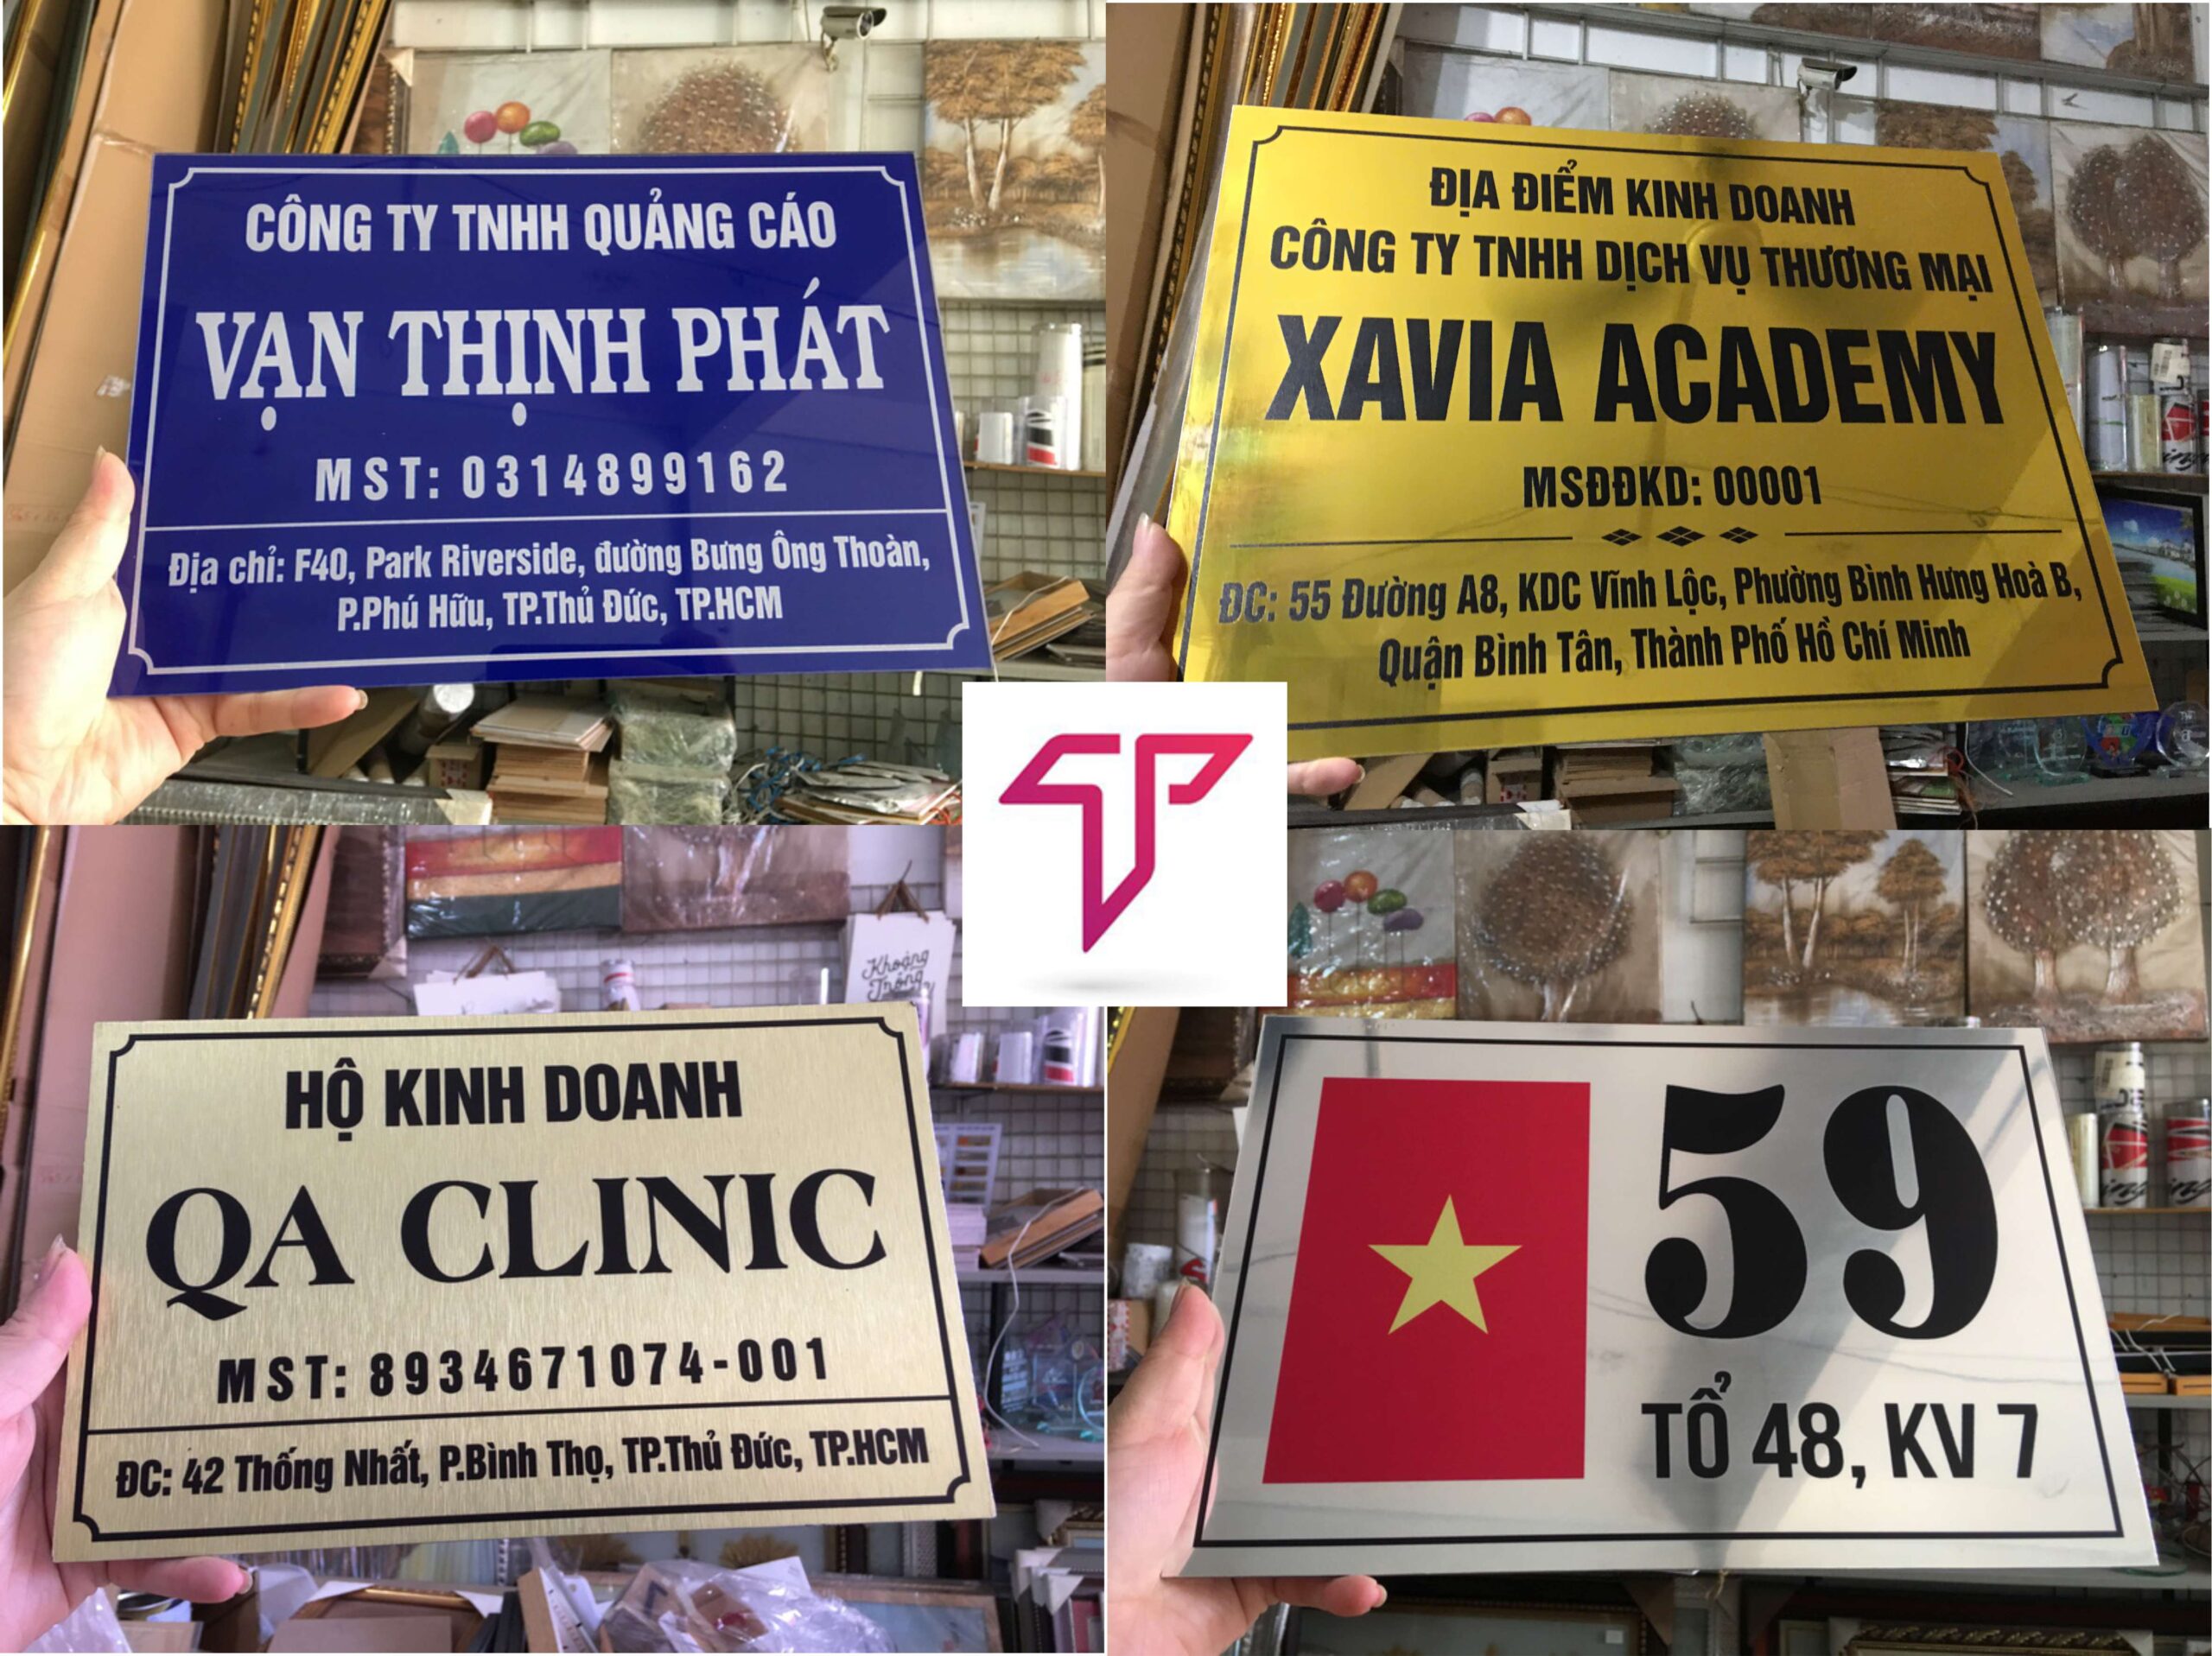 CÔNG TY TNHH QUẢNG CÁO
VẠN THỊNH PHÁT
MST: 0314899162
Địa chỉ: F40, Park Riverside, đường Bưng Ông Thoàn,
P.Phú Hữu, TP.Thủ Đức, TP.HCM
ĐỊA ĐIỂM KINH DOANH
CÔNG TY TNHH DỊCH VỤ THƯƠNG MẠI
XAVIA ACADEMY
MSĐĐKD: 00001
ĐC: 55 Đường A8, KDC Vĩnh Lộc, Phường Bình Hưng Hoà B,
Quận Bình Tân, Thành Phố Hồ Chí Minh
TP
Khoảng
Trống
HỘ KINH DOANH
QA CLINIC
MST: 8934671074-001
ĐC: 42 Thống Nhất, P.Bình Thọ, TP.Thủ Đức, TP.HCM
59
TỔ 48, KV 7